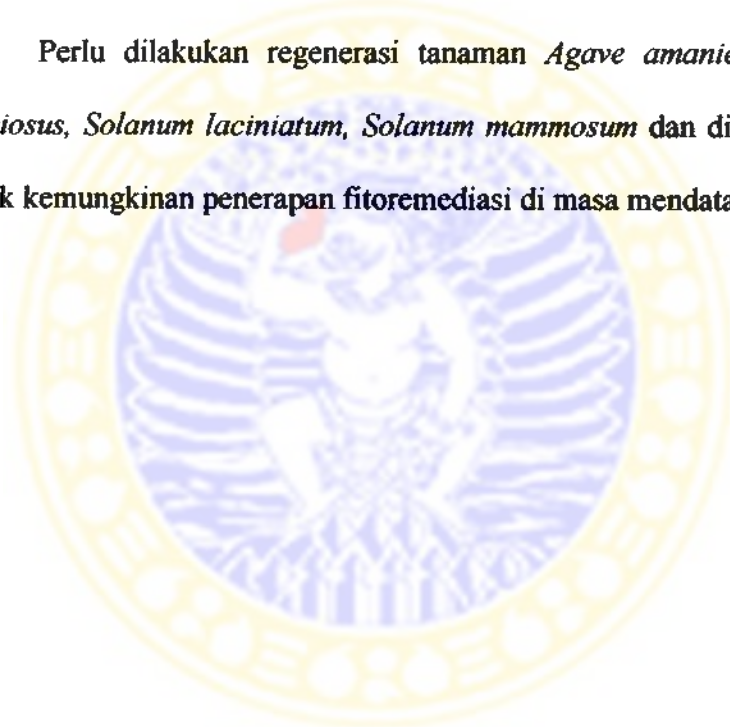 Perlu dilakukan regenerasi tanaman Agave amanie
iosus, Solanum laciniatum, Solanum mammosum dan di
k kemungkinan penerapan fitoremediasi di masa mendata